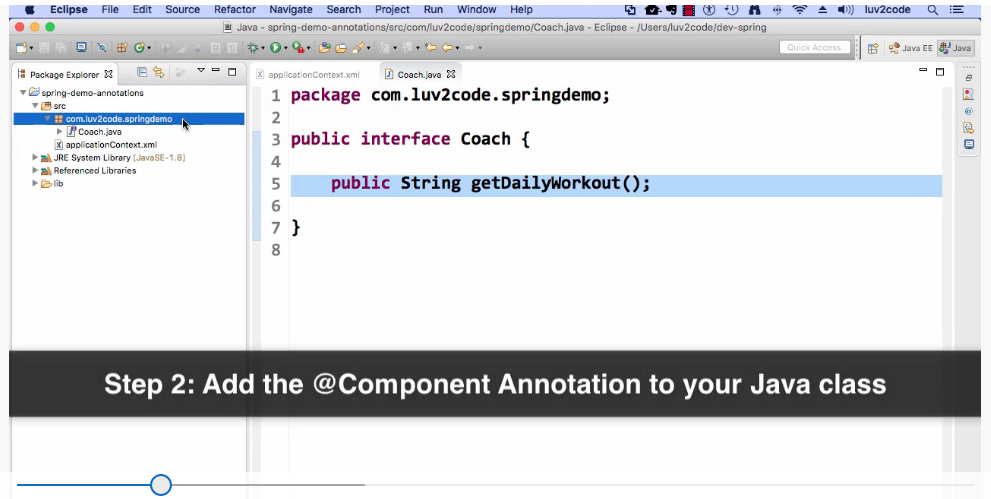 Eclipse File Edit Source Refactor Navigate Search Project Run Window Help luv2code
Java - spring-demo-annotations/src/com/luv2code/springdemo/Coach.java - Eclipse - /Users/luv2code/dev-spring
Quick Access Java EE Java
Package Explorer
applicationContext.xml Coach.java
spring-demo-annotations
src
com.luv2code.springdemo
Coach.java
applicationContext.xml
JRE System Library [JavaSE-1.8]
Referenced Libraries
lib
1 package com.luv2code.springdemo;
2
3 public interface Coach {
4
5 public String getDailyWorkout();
6
7 }
8
Step 2: Add the @Component Annotation to your Java class